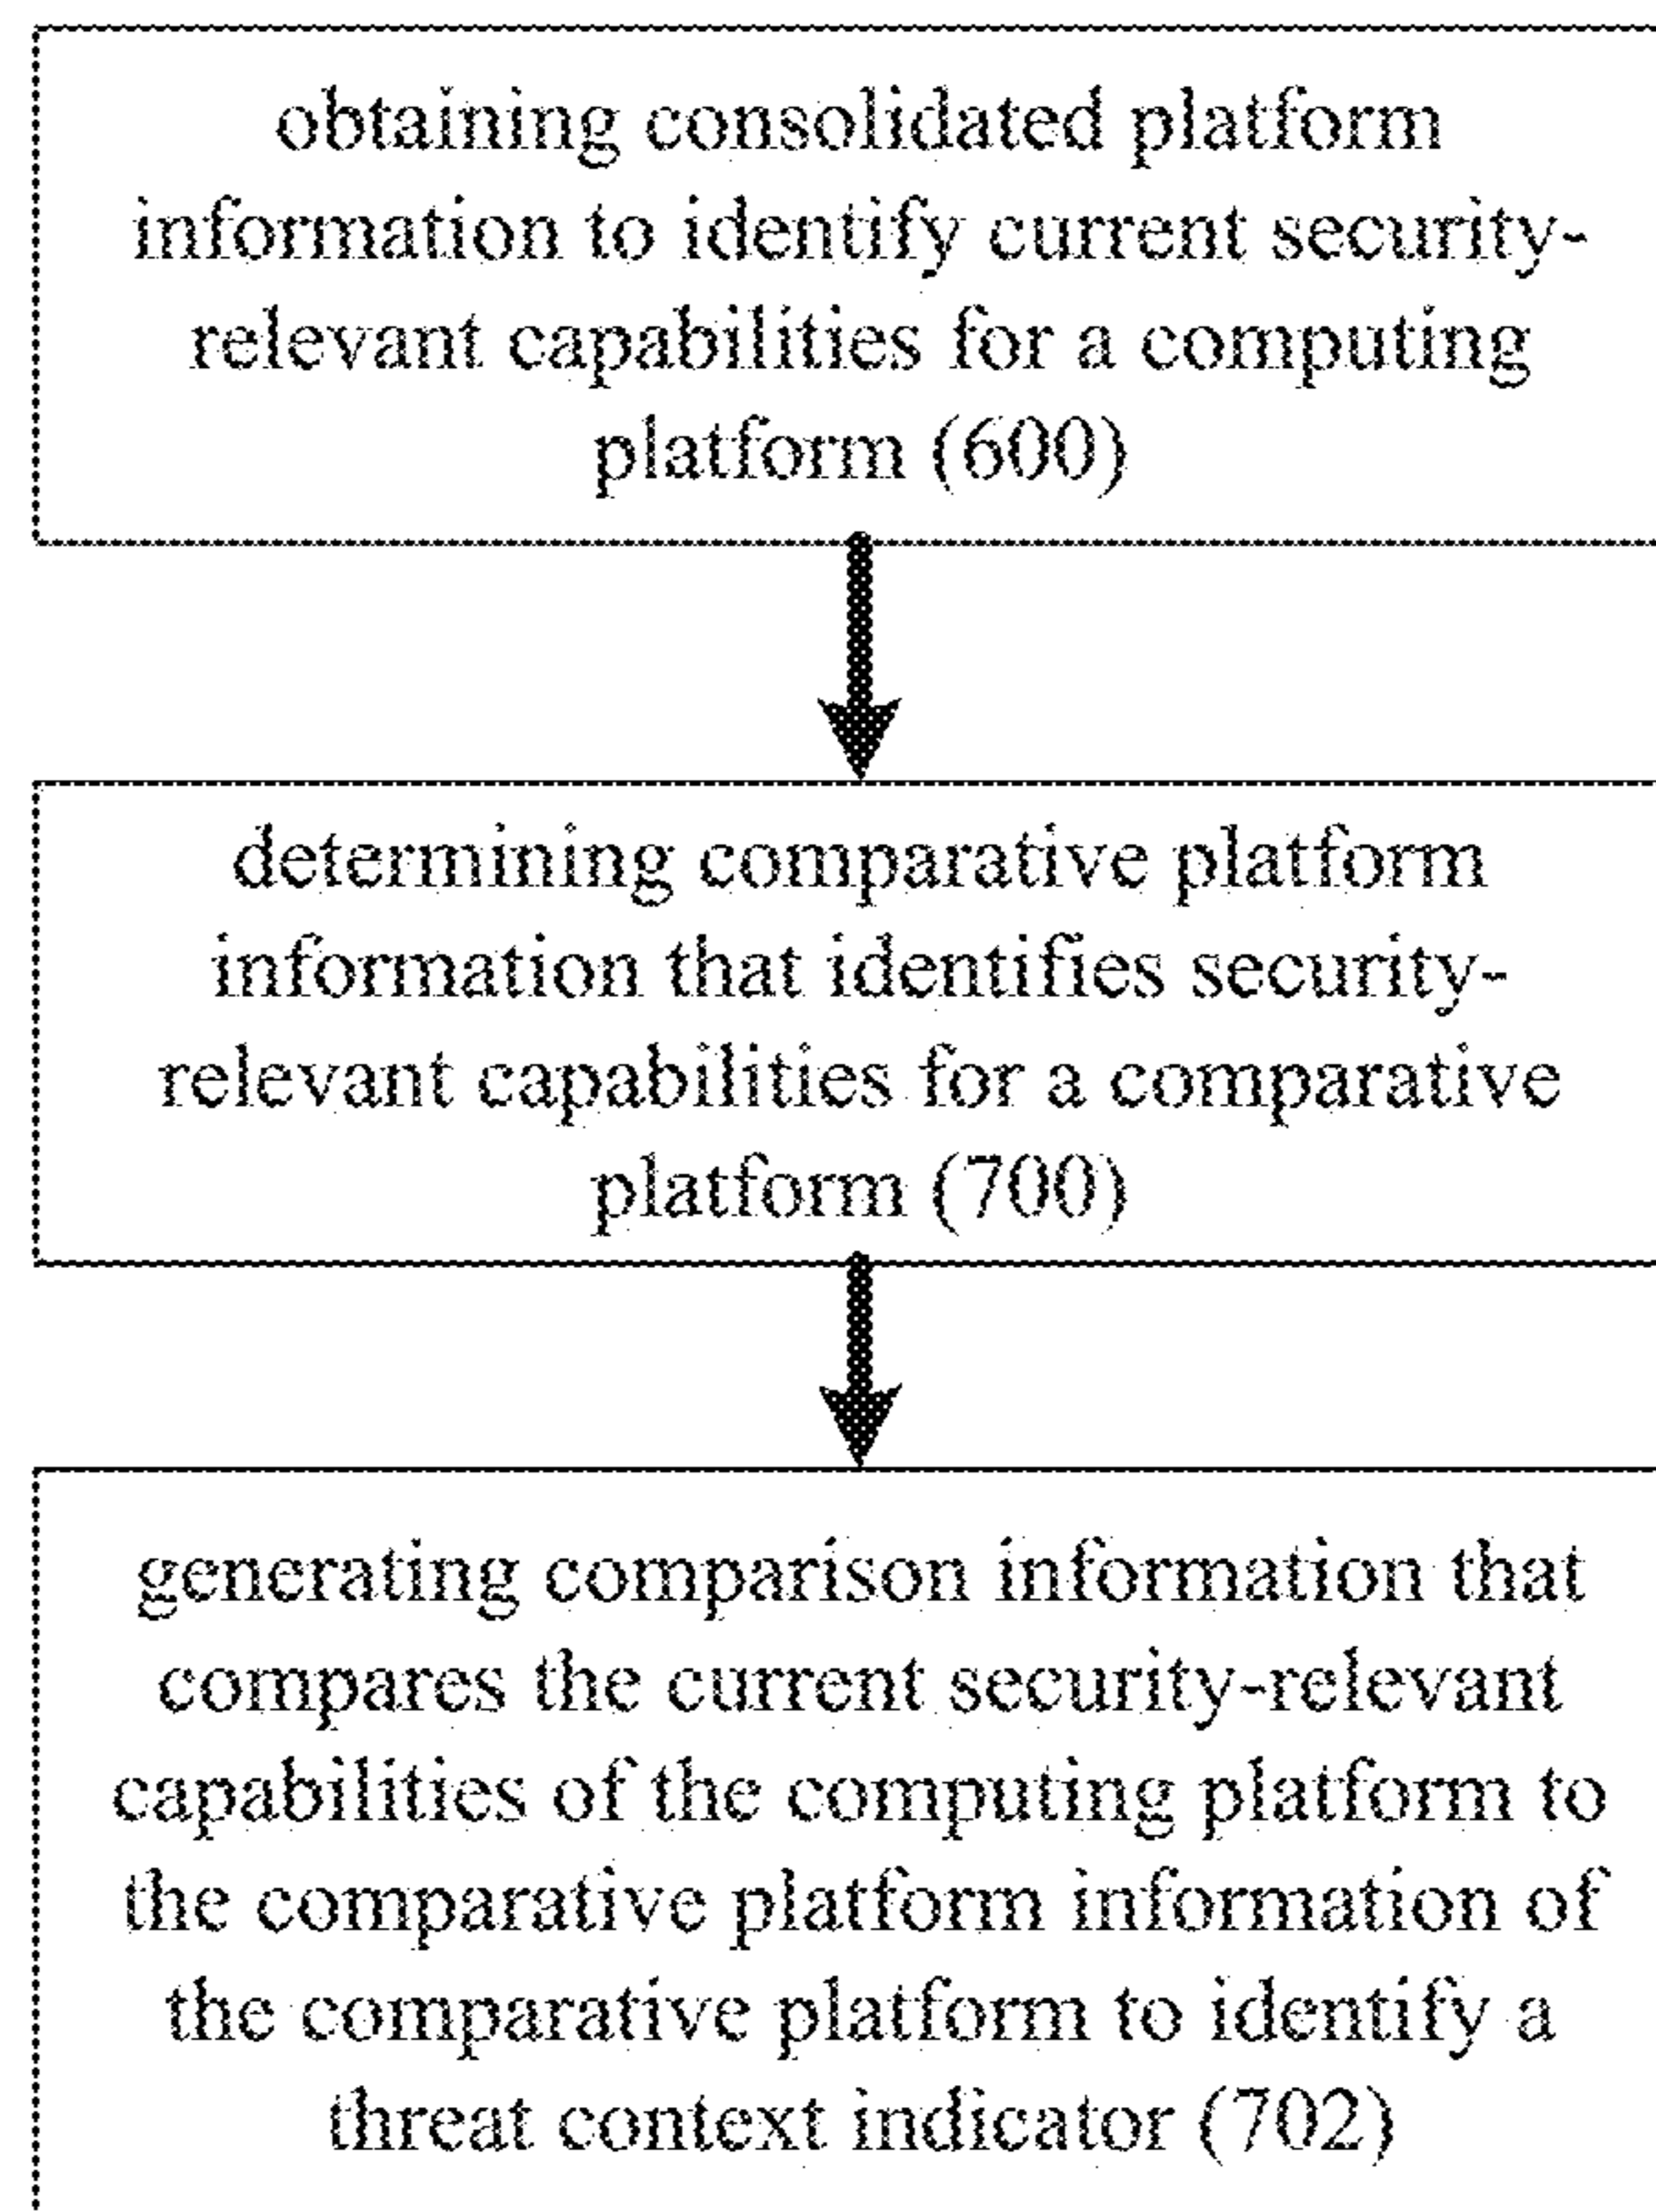 obtaining consolidated platform
information to identify current security-
relevant capabilities for a computing
platform (600)
determining comparative platform
information that identifies security-
relevant capabilities for a comparative
platform (700)
generating comparison information that
compares the current security-relevant
capabilities of the computing platform to
the comparative platform information of
the comparative platform to identify a
threat context indicator (702)